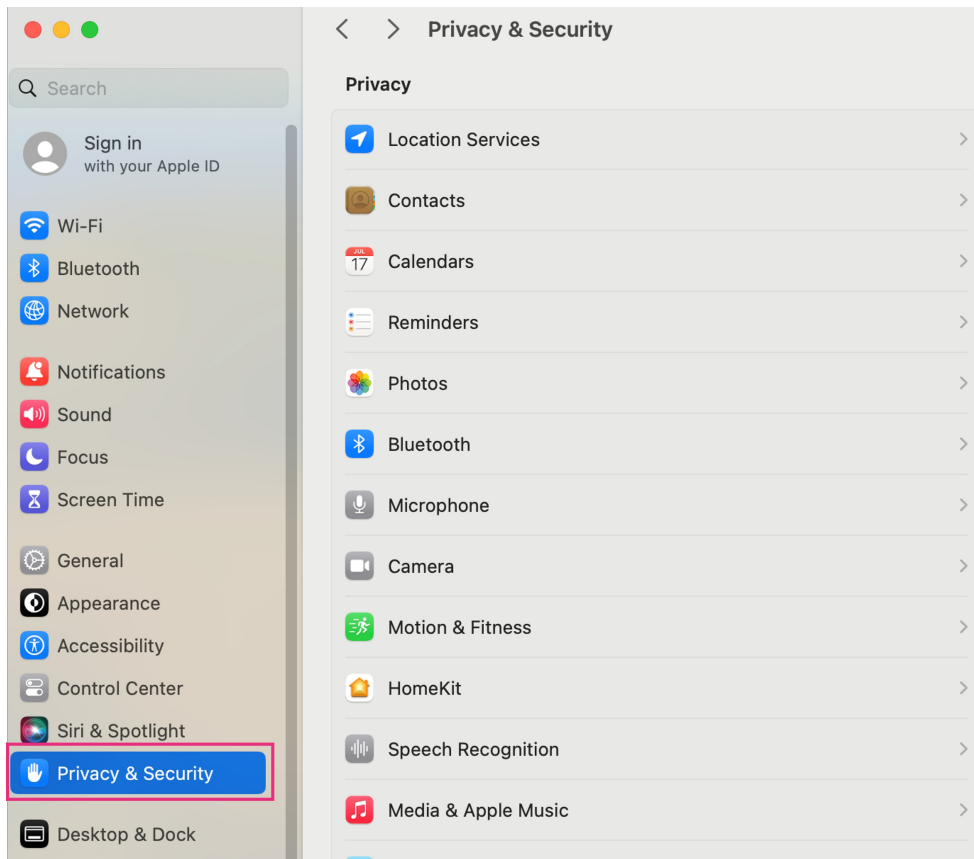 Privacy & Security
Search
Sign in
with your Apple ID
Wi-Fi
Bluetooth
Network
Notifications
Sound
Focus
Screen Time
General
Appearance
Accessibility
Control Center
Siri & Spotlight
Privacy & Security
Desktop & Dock
Privacy
Location Services
Contacts
JUL
17
Calendars
Reminders
Photos
Bluetooth
Microphone
Camera
Motion & Fitness
HomeKit
Speech Recognition
Media & Apple Music